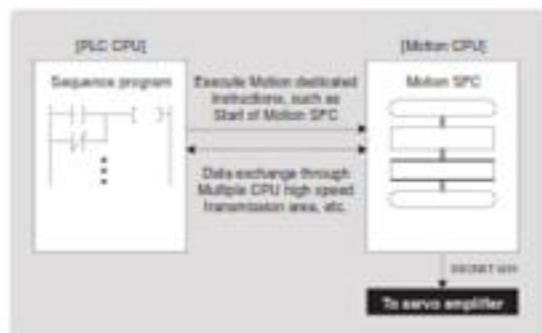 [PLC CPU]
[Motion CPU]
Sequence program
Execute Motion dedicated
instructions, such as
Start of Motion SFC
Motion SFC
Data exchange through
Multiple CPU high speed
transmission area, etc.
To servo amplifier